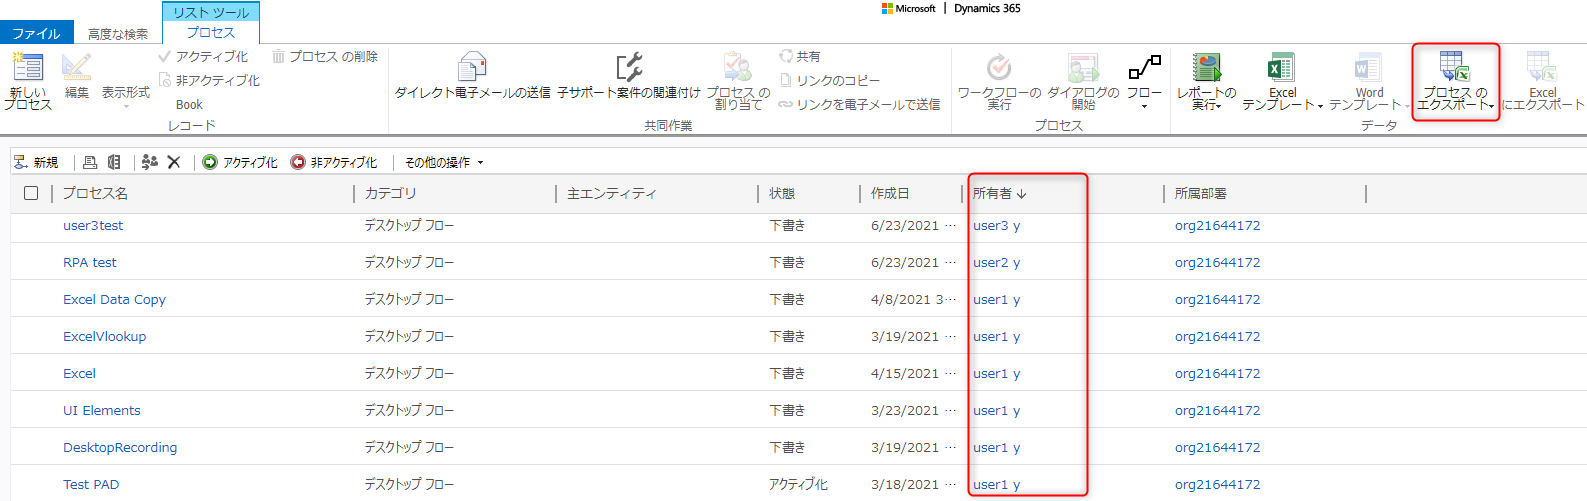 リスト ツール
Microsoft | Dynamics 365
ファイル
高度な検索
プロセス
新しい
プロセス
編集
表示形式
アクティブ化
非アクティブ化
Book
プロセス の削除
レコード
ダイレクト電子メールの送信
子サポート案件の関連付け
プロセス の
割り当て
共有
リンクのコピー
リンクを電子メールで送信
共同作業
ワークフローの
実行
ダイアログの
開始
フロー
プロセス
レポートの
実行
Excel
テンプレート
Word
テンプレート
プロセス の
エクスポート
Excel
にエクスポート
データ
新規
アクティブ化
非アクティブ化
その他の操作
プロセス名 カテゴリ 主エンティティ 状態 作成日 所有者 ↓ 所属部署
user3test デスクトップ フロー 下書き 6/23/2021 … user3 y org21644172
RPA test デスクトップ フロー 下書き 6/23/2021 … user2 y org21644172
Excel Data Copy デスクトップ フロー 下書き 4/8/2021 3… user1 y org21644172
ExcelVlookup デスクトップ フロー 下書き 3/19/2021 … user1 y org21644172
Excel デスクトップ フロー 下書き 4/15/2021 … user1 y org21644172
UI Elements デスクトップ フロー 下書き 3/23/2021 … user1 y org21644172
DesktopRecording デスクトップ フロー 下書き 3/19/2021 … user1 y org21644172
Test PAD デスクトップ フロー アクティブ化 3/18/2021 … user1 y org21644172